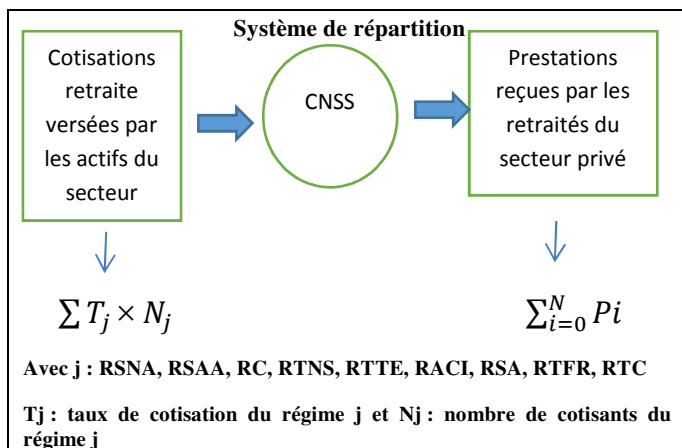 Système de répartition
Cotisations
retraite
versées par
les actifs du
secteur
CNSS
Prestations
reçues par les
retraités du
secteur privé
∑ T_j × N_j
∑_{i=0}^{N} Pi
Avec j : RSNA, RSAA, RC, RTNS, RTTE, RACI, RSA, RTFR, RTC
Tj : taux de cotisation du régime j et Nj : nombre de cotisants du
régime j